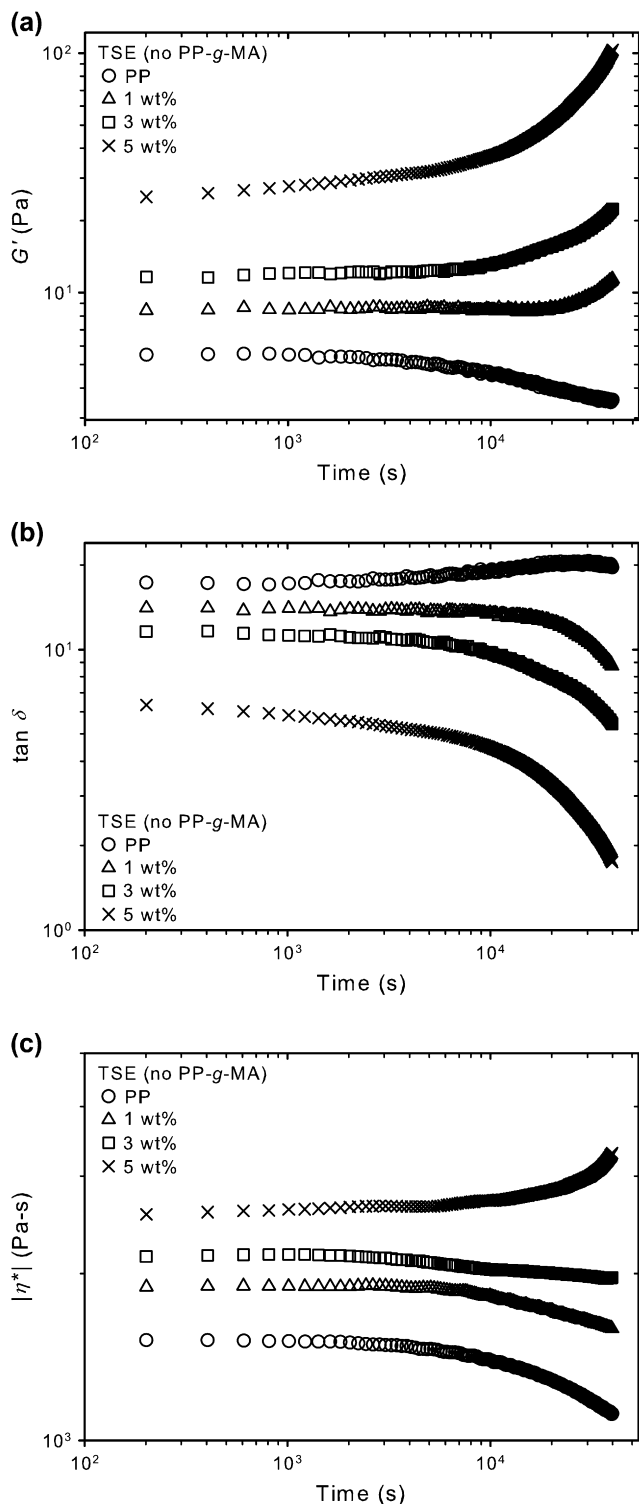 (a)
TSE (no PP-g-MA)
PP
1 wt%
3 wt%
5 wt%
10²
10¹
G′ (Pa)
10² 10³ 10⁴
Time (s)
(b)
10¹
10⁰
tan δ
TSE (no PP-g-MA)
PP
1 wt%
3 wt%
5 wt%
10² 10³ 10⁴
Time (s)
(c)
TSE (no PP-g-MA)
PP
1 wt%
3 wt%
5 wt%
|η*| (Pa-s)
10³
10² 10³ 10⁴
Time (s)